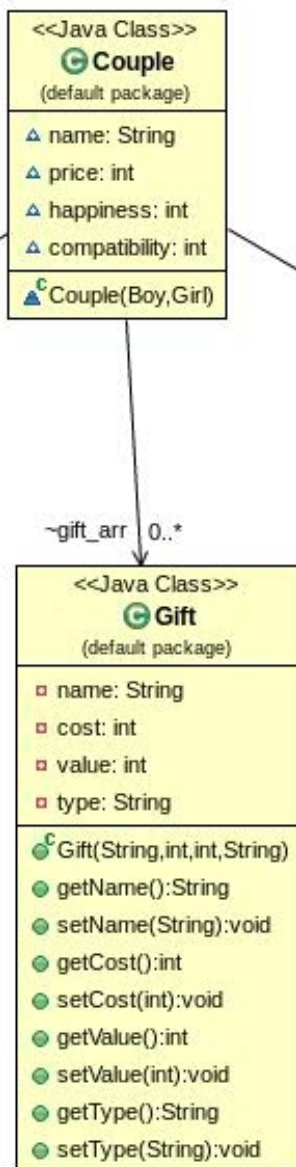 <<Java Class>>
C Couple
(default package)
name: String
price: int
happiness: int
compatibility: int
C Couple(Boy,Girl)
~gift_arr 0..*
<<Java Class>>
C Gift
(default package)
name: String
cost: int
value: int
type: String
C Gift(String,int,int,String)
getName():String
setName(String):void
getCost():int
setCost(int):void
getValue():int
setValue(int):void
getType():String
setType(String):void